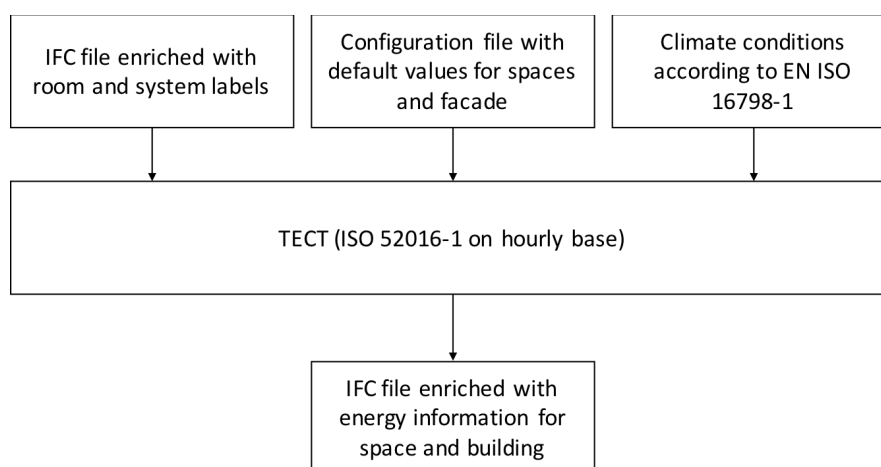 IFC file enriched with
room and system labels
Configuration file with
default values for spaces
and facade
Climate conditions
according to EN ISO
16798-1
TECT (ISO 52016-1 on hourly base)
IFC file enriched with
energy information for
space and building